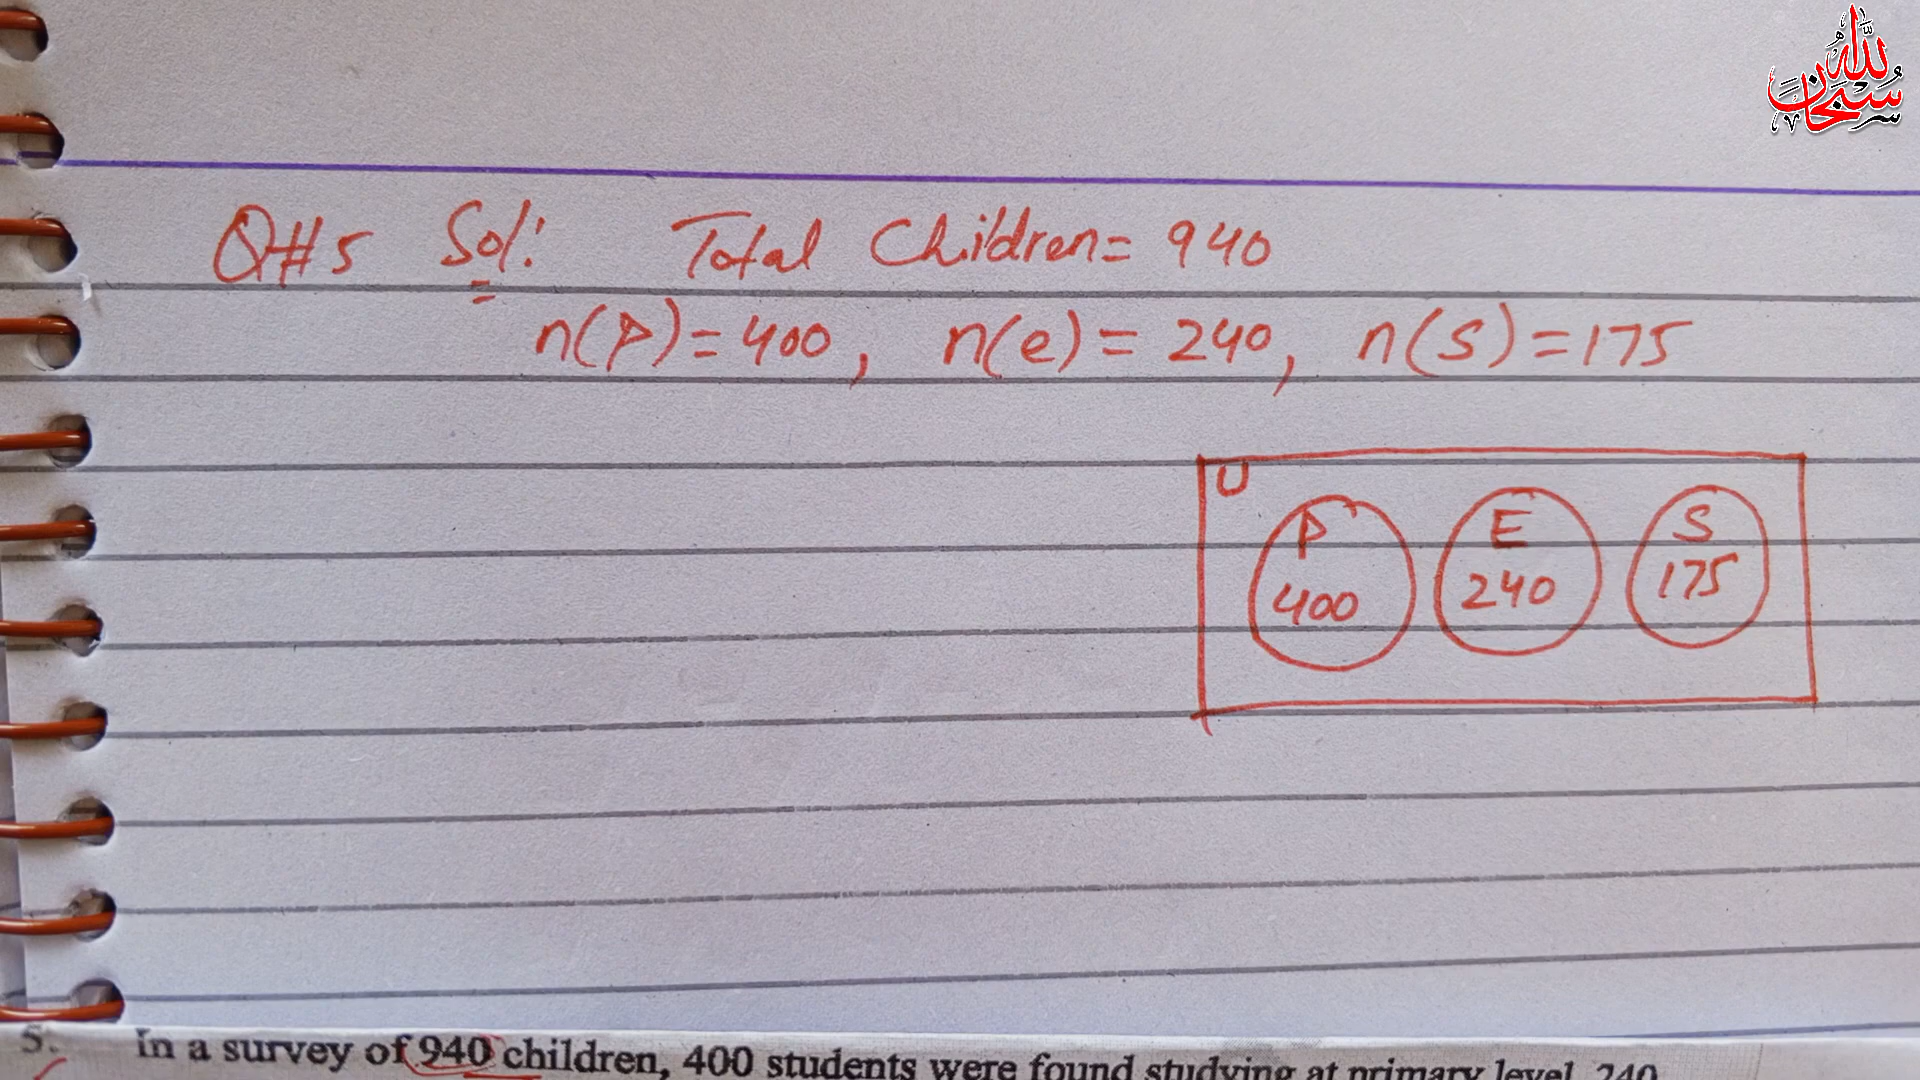 سبحان الله
Q#5 Sol: Total Children = 940
n(P) = 400, n(e) = 240, n(S) = 175
U
P E S
400 240 175
5. In a survey of 940 children, 400 students were found studying at primary level, 240